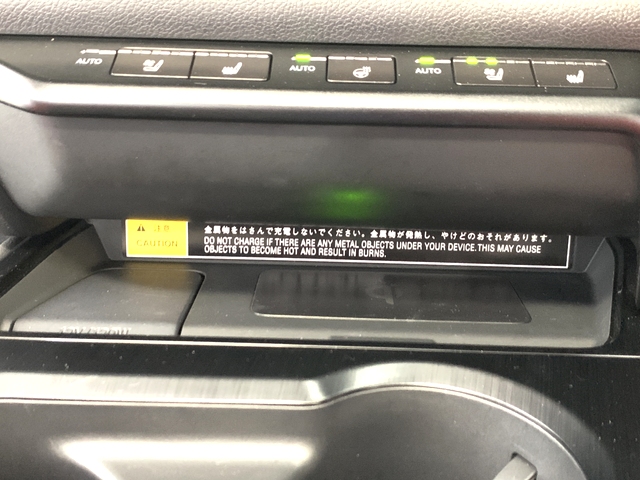 AUTO
AUTO
AUTO
注意
CAUTION
金属物をはさんで充電しないでください。金属物が発熱し、やけどのおそれがあります。
DO NOT CHARGE IF THERE ARE ANY METAL OBJECTS UNDER YOUR DEVICE. THIS MAY CAUSE
OBJECTS TO BECOME HOT AND RESULT IN BURNS.